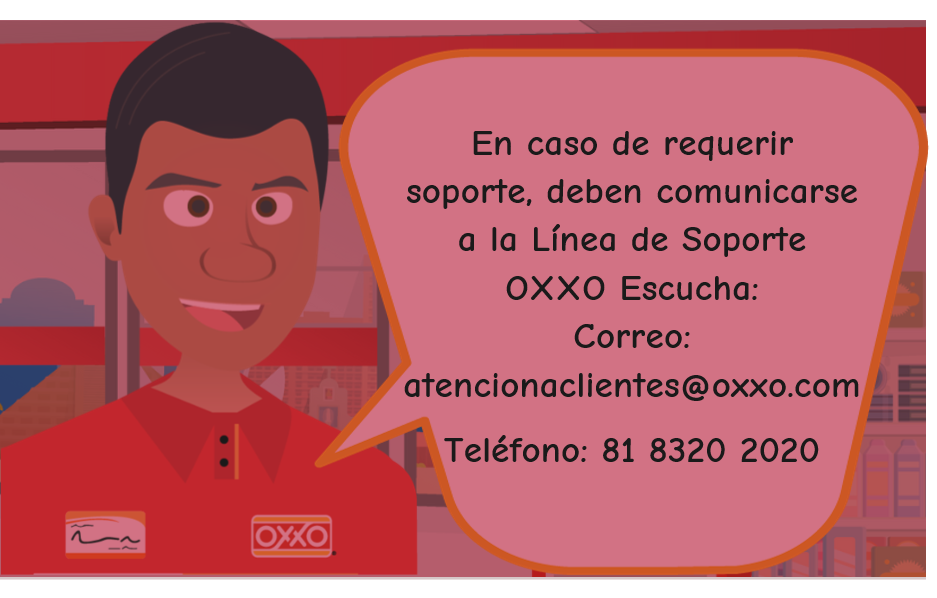 En caso de requerir
soporte, deben comunicarse
a la Línea de Soporte
OXXO Escucha:
Correo:
atencionaclientes@oxxo.com
Teléfono: 81 8320 2020
OXXO